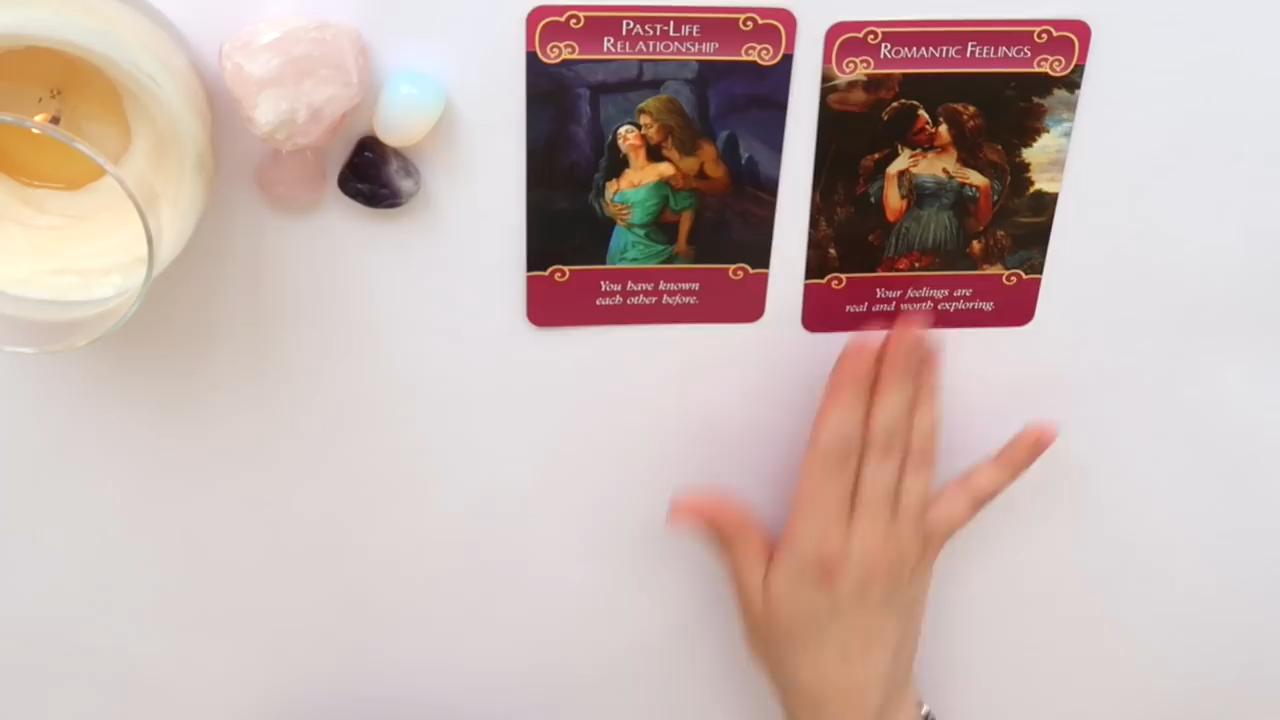 PAST-LIFE
RELATIONSHIP
You have known
each other before.
ROMANTIC FEELINGS
Your feelings are
real and worth exploring.